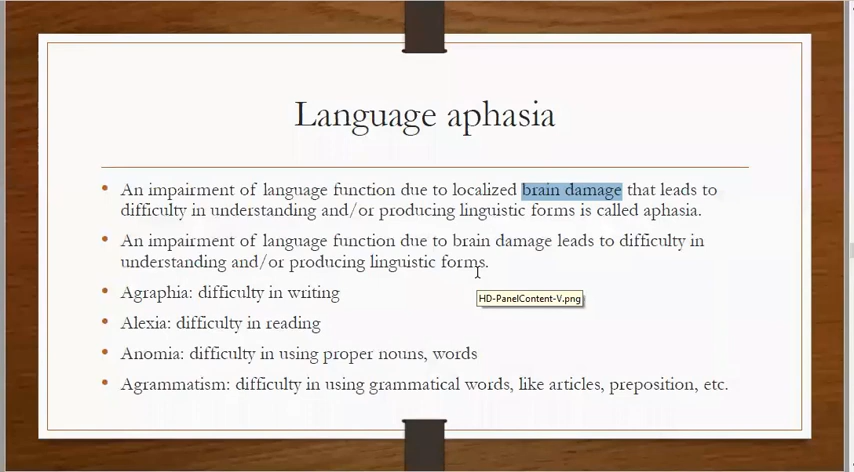 Language aphasia
• An impairment of language function due to localized brain damage that leads to
difficulty in understanding and/or producing linguistic forms is called aphasia.
• An impairment of language function due to brain damage leads to difficulty in
understanding and/or producing linguistic forms.
HD-PanelContent-V.png
• Agraphia: difficulty in writing
• Alexia: difficulty in reading
• Anomia: difficulty in using proper nouns, words
• Agrammatism: difficulty in using grammatical words, like articles, preposition, etc.